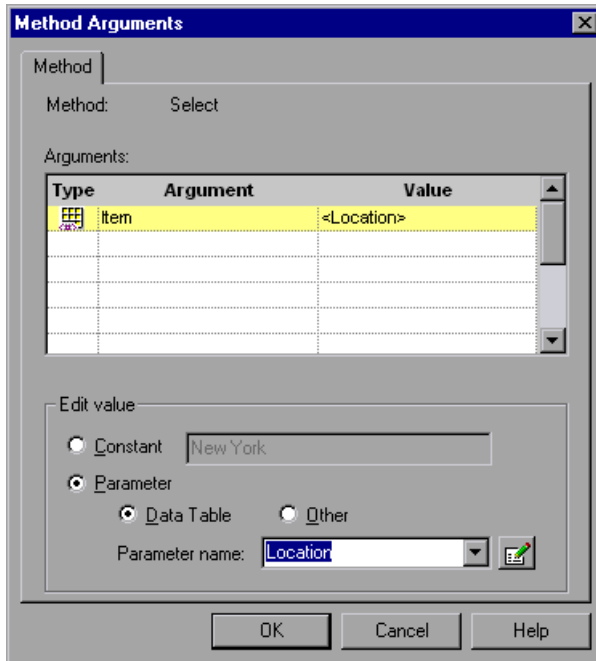 Method Arguments
Method
Method: Select
Arguments:
Type Argument Value
Item <Location>
Edit value
Constant New York
Parameter
Data Table Other
Parameter name: Location
OK Cancel Help